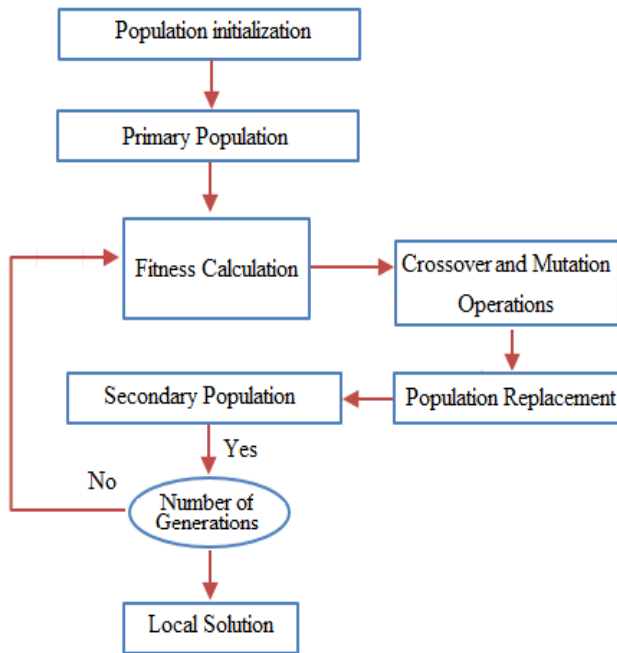 Population initialization
Primary Population
Fitness Calculation
Crossover and Mutation
Operations
Population Replacement
Secondary Population
Yes
No
Number of
Generations
Local Solution